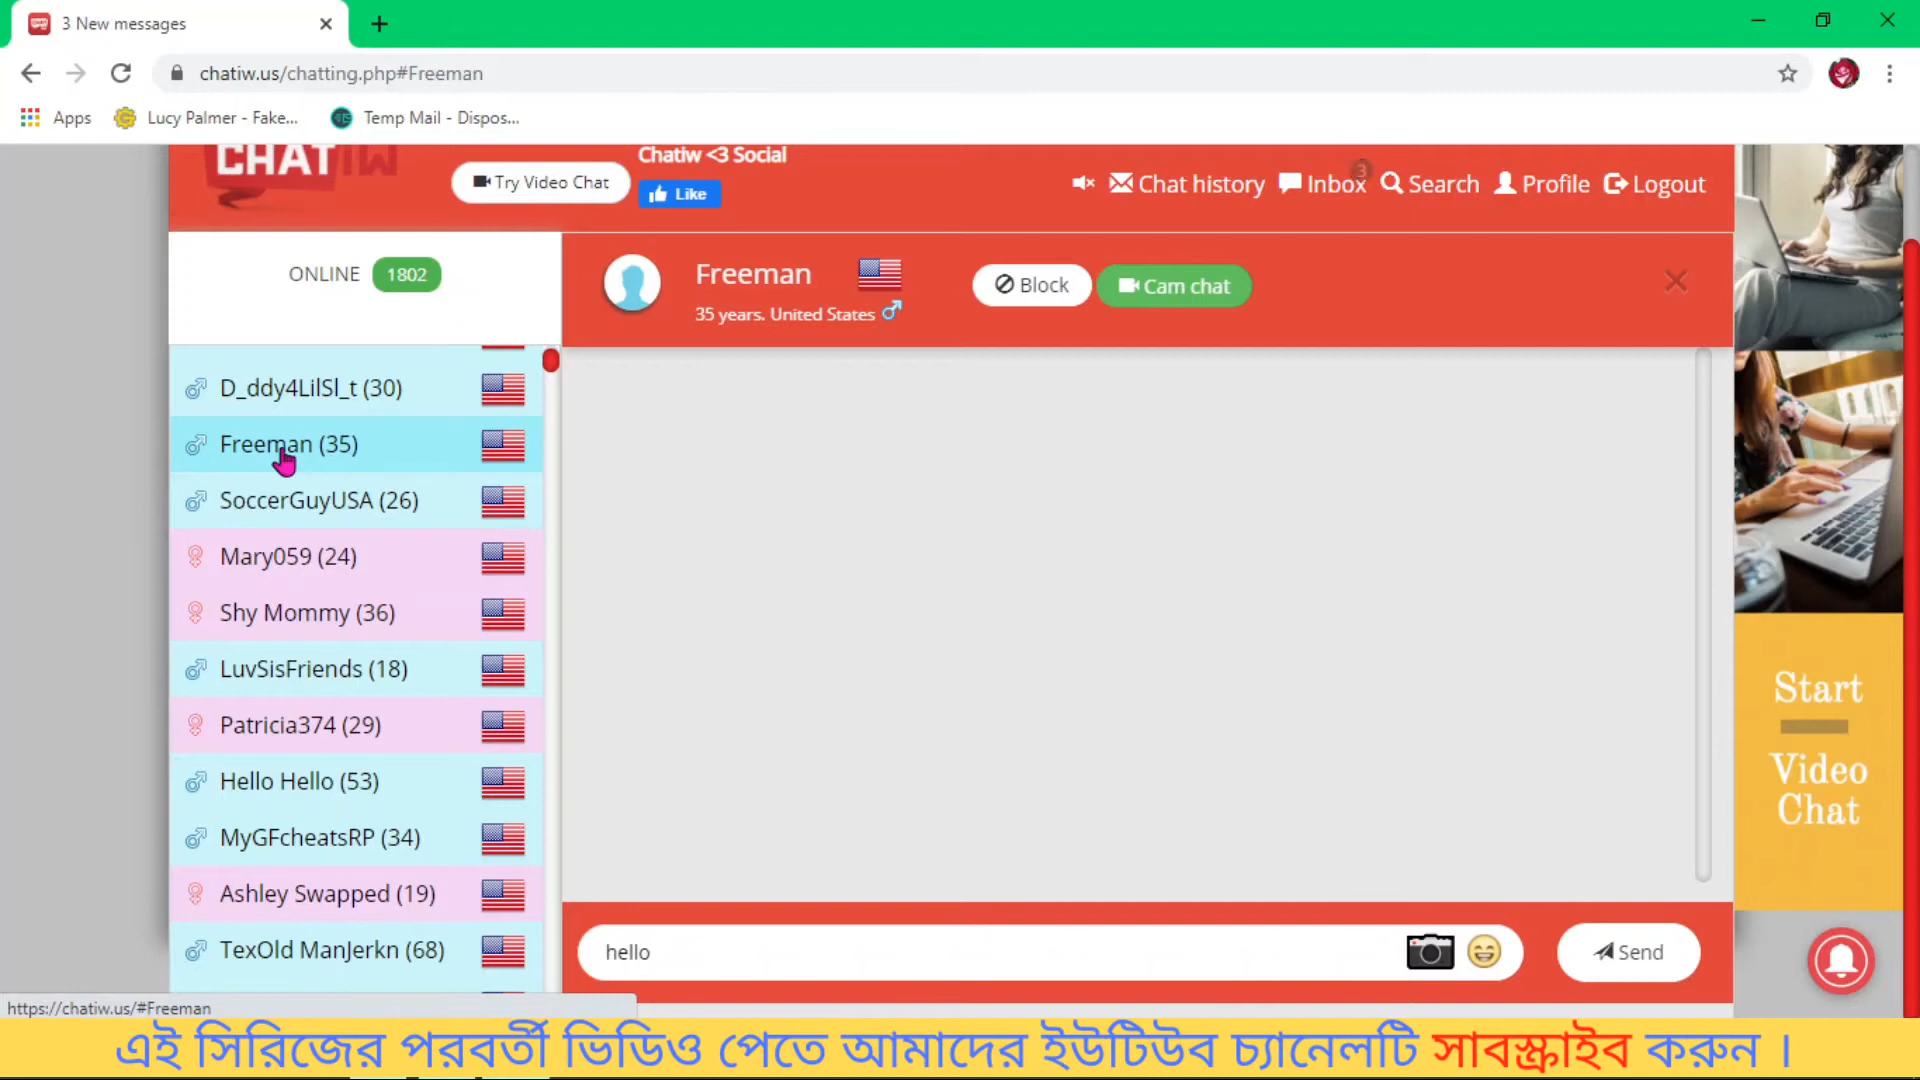 3 New messages
chatiw.us/chatting.php#Freeman
Apps
Lucy Palmer - Fake...
Temp Mail - Dispos...
CHATIW
Try Video Chat
Chatiw <3 Social
Like
Chat history
Inbox
3
Search
Profile
Logout
ONLINE 1802
Freeman
35 years. United States
Block
Cam chat
D_ddy4LilSl_t (30)
Freeman (35)
SoccerGuyUSA (26)
Mary059 (24)
Shy Mommy (36)
LuvSisFriends (18)
Patricia374 (29)
Hello Hello (53)
MyGFcheatsRP (34)
Ashley Swapped (19)
TexOld ManJerkn (68)
Start
Video
Chat
hello
Send
https://chatiw.us/#Freeman
এই সিরিজের পরবর্তী ভিডিও পেতে আমাদের ইউটিউব চ্যানেলটি সাবস্ক্রাইব করুন ।